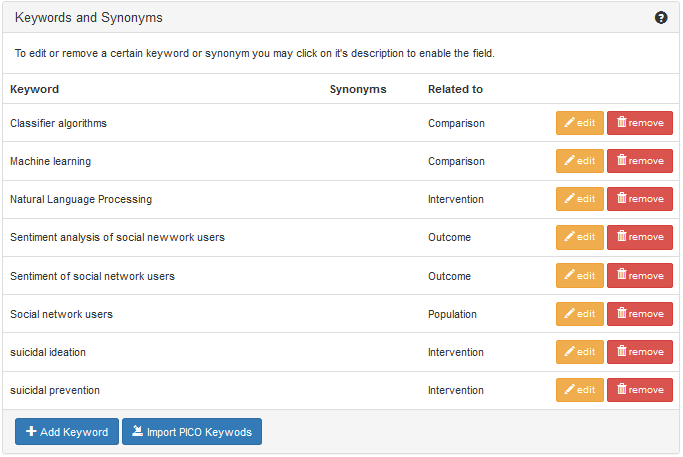 Keywords and Synonyms
To edit or remove a certain keyword or synonym you may click on it's description to enable the field.
Keyword Synonyms Related to
Classifier algorithms Comparison edit remove
Machine learning Comparison edit remove
Natural Language Processing Intervention edit remove
Sentiment analysis of social newwork users Outcome edit remove
Sentiment of social network users Outcome edit remove
Social network users Population edit remove
suicidal ideation Intervention edit remove
suicidal prevention Intervention edit remove
Add Keyword Import PICO Keywods